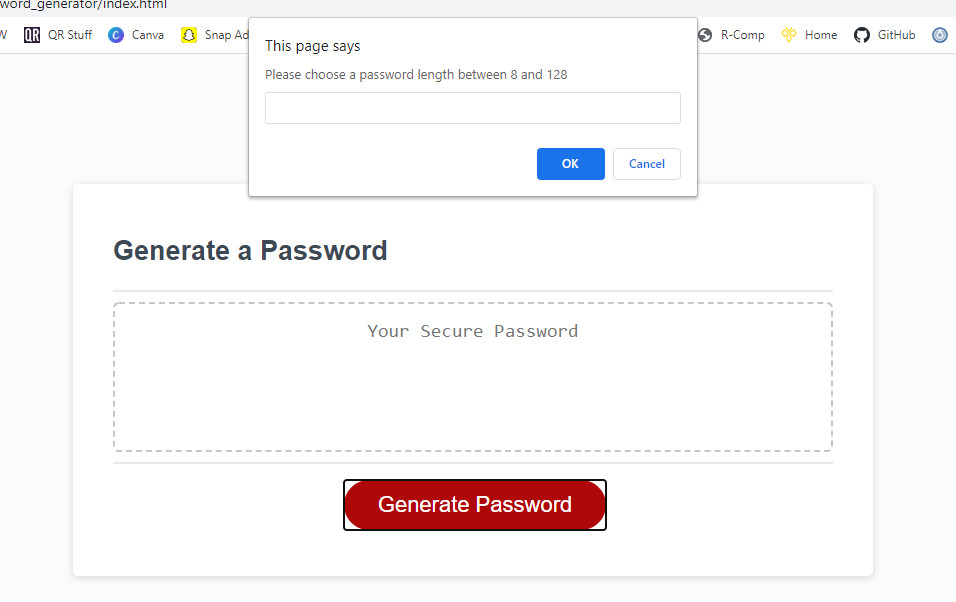 word_generator/index.html
W QR Stuff Canva Snap Ad R-Comp Home GitHub
This page says
Please choose a password length between 8 and 128
OK Cancel
Generate a Password
Your Secure Password
Generate Password